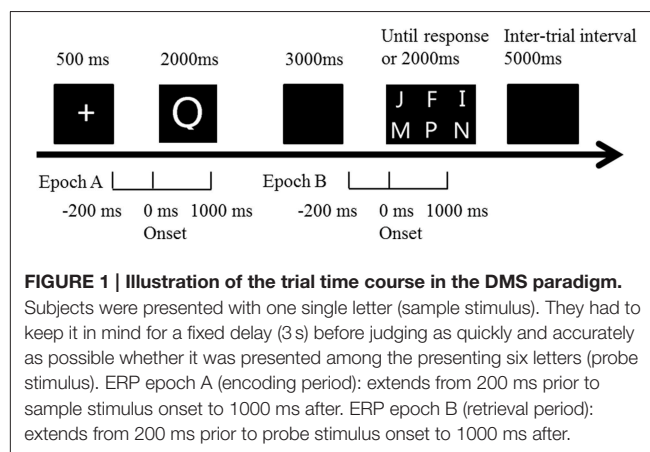 Until response Inter-trial interval
500 ms 2000ms 3000ms or 2000ms 5000ms
+ Q J F I
M P N
Epoch A Epoch B
-200 ms 0 ms 1000 ms -200 ms 0 ms 1000 ms
Onset Onset
FIGURE 1 | Illustration of the trial time course in the DMS paradigm.
Subjects were presented with one single letter (sample stimulus). They had to
keep it in mind for a fixed delay (3 s) before judging as quickly and accurately
as possible whether it was presented among the presenting six letters (probe
stimulus). ERP epoch A (encoding period): extends from 200 ms prior to
sample stimulus onset to 1000 ms after. ERP epoch B (retrieval period):
extends from 200 ms prior to probe stimulus onset to 1000 ms after.